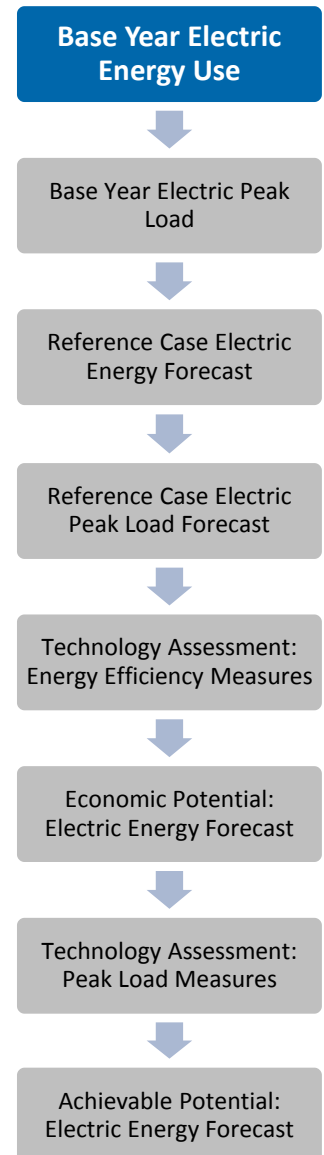 Base Year Electric
Energy Use
Base Year Electric Peak
Load
Reference Case Electric
Energy Forecast
Reference Case Electric
Peak Load Forecast
Technology Assessment:
Energy Efficiency Measures
Economic Potential:
Electric Energy Forecast
Technology Assessment:
Peak Load Measures
Achievable Potential:
Electric Energy Forecast